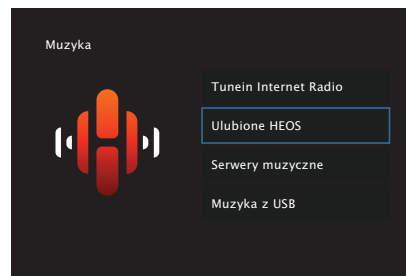 Muzyka
Tunein Internet Radio
Ulubione HEOS
Serwery muzyczne
Muzyka z USB